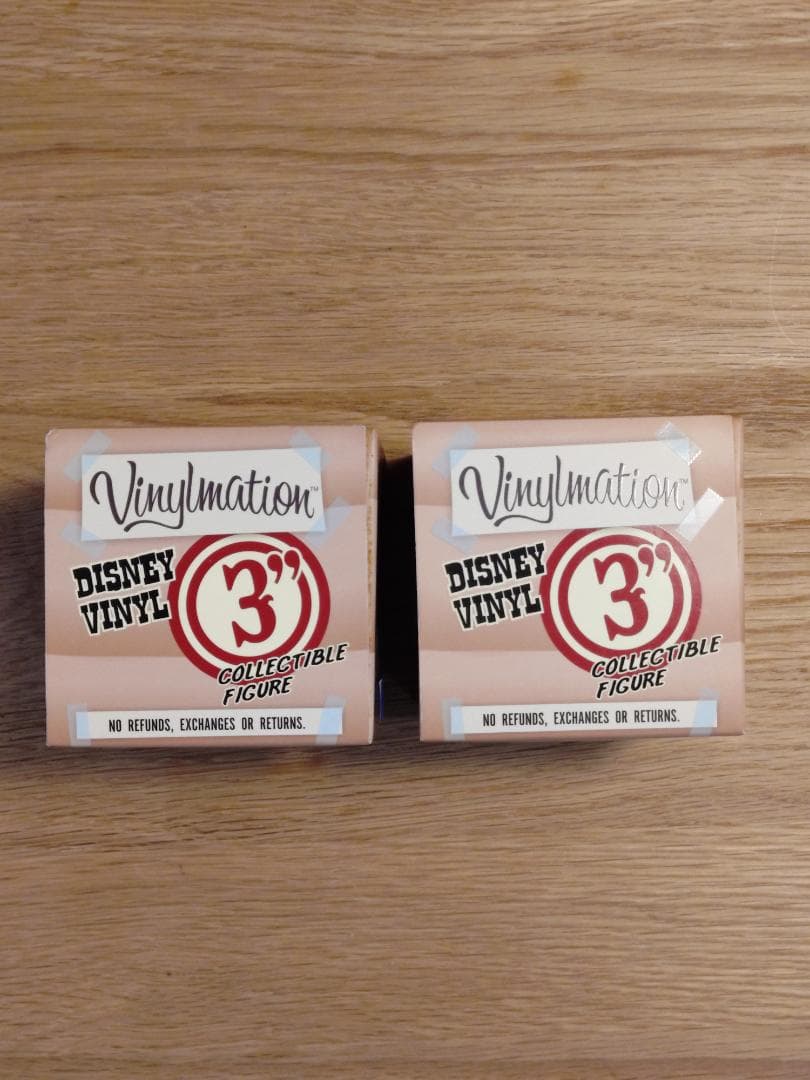 Vinylmation™
DISNEY
VINYL
3”
COLLECTIBLE
FIGURE
NO REFUNDS, EXCHANGES OR RETURNS.
Vinylmation™
DISNEY
VINYL
3”
COLLECTIBLE
FIGURE
NO REFUNDS, EXCHANGES OR RETURNS.